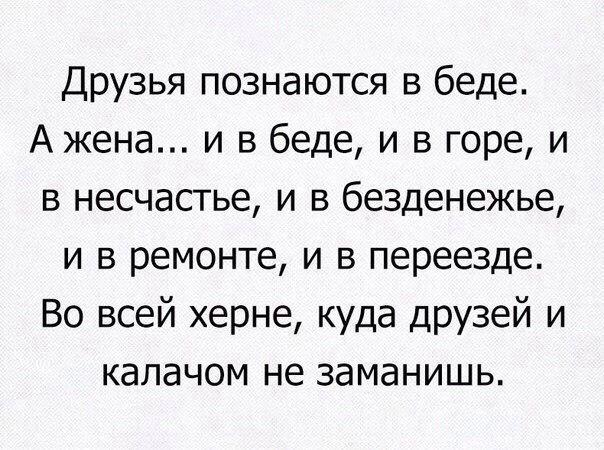 Друзья познаются в беде.
А жена... и в беде, и в горе, и
в несчастье, и в безденежье,
и в ремонте, и в переезде.
Во всей херне, куда друзей и
калачом не заманишь.